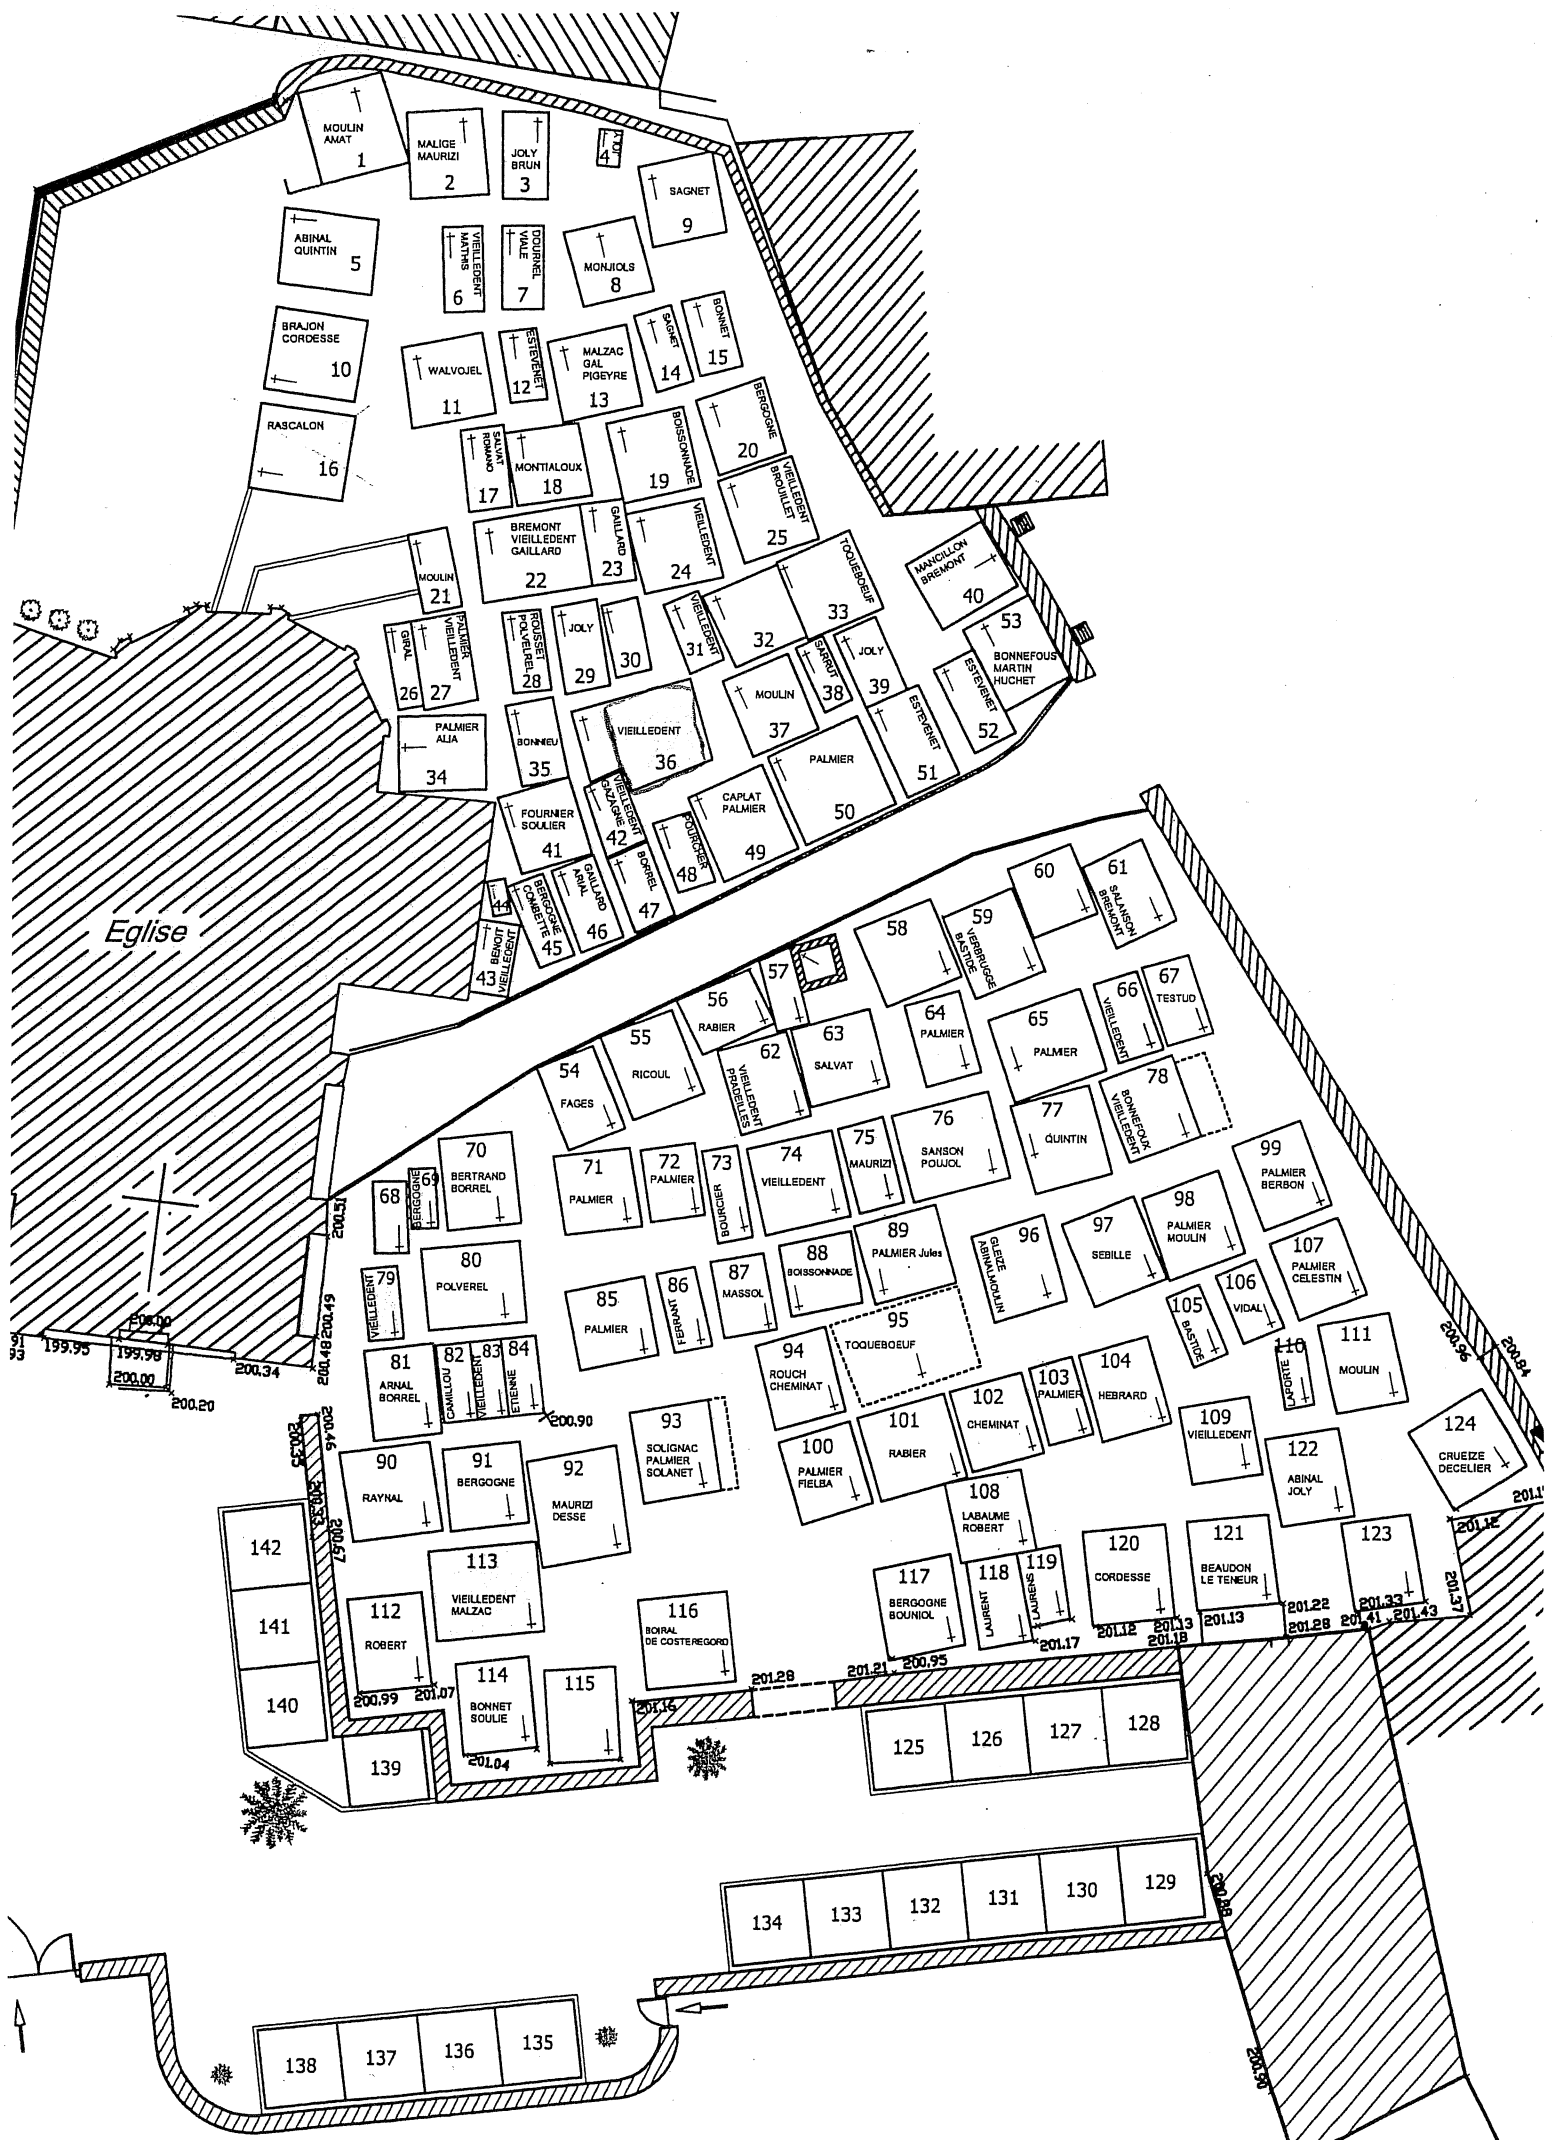 MOULIN
AMAT
1
MALIGE
MAURIZI
2
JOLY
BRUN
3
JOLY
4
ABINAL
QUINTIN
5
VIEILLEDENT
MATHIS
6
DOURNEL
VIALE
7
MONJIOLS
8
SAGNET
9
BRAJON
CORDESSE
10
WALVOJEL
11
ESTEVENET
12
MALZAC
GAL
PIGEYRE
13
SAGNET
14
BONNET
15
RASCALON
16
SALVAT
ROMANO
17
MONTIALOUX
18
BOISSONNADE
19
BERGOGNE
20
MOULIN
21
BREMONT
VIEILLEDENT
GAILLARD
22
GAILLARD
23
VIEILLEDENT
24
VIEILLEDENT
BROUILLET
25
GIRAL
26
PALMIER
VIEILLEDENT
27
ROUSSET
POLVELREL
28
JOLY
29
30
VIEILLEDENT
31
32
TOQUEBOEUF
33
PALMIER
ALIA
34
BONNIEU
35
VIEILLEDENT
36
MOULIN
37
SARRUT
38
JOLY
39
MANCILLON
BREMONT
40
FOURNIER
SOULIER
41
VIEILLEDENT
GAZAGNE
42
BENOIT
VIEILLEDENT
43
44
BERGOGNE
COMBETTE
45
GAILLARD
ARIAL
46
BORREL
47
POURCHER
48
CAPLAT
PALMIER
49
PALMIER
50
ESTEVENET
51
ESTEVENET
52
53
BONNEFOUS
MARTIN
HUCHET
Eglise
54
FAGES
55
RICOUL
56
RABIER
57
58
59
VERBRUGGE
BASTIDE
60
61
SALANSON
BREMONT
62
VIEILLEDENT
PRADEILLES
63
SALVAT
64
PALMIER
65
PALMIER
66
VIEILLEDENT
67
TESTUD
68
69
BERGOGNE
70
BERTRAND
BORREL
71
PALMIER
72
PALMIER
73
BOURCIER
74
VIEILLEDENT
75
MAURIZI
76
SANSON
POUJOL
77
QUINTIN
78
BONNEFOUX
VIEILLEDENT
79
VIEILLEDENT
80
POLVEREL
81
ARNAL
BORREL
82
CAMILLOU
83
VIEILLEDENT
84
ETIENNE
85
PALMIER
86
FERRANT
87
MASSOL
88
BOISSONNADE
89
PALMIER Jules
90
RAYNAL
91
BERGOGNE
92
MAURIZI
DESSE
93
SOLIGNAC
PALMIER
SOLANET
94
ROUCH
CHEMINAT
95
TOQUEBOEUF
96
GLEIZE
ABINALMOULIN
97
SEBILLE
98
PALMIER
MOULIN
99
PALMIER
BERBON
100
PALMIER
FIELBA
101
RABIER
102
CHEMINAT
103
PALMIER
104
HEBRARD
105
BASTIDE
106
VIDAL
107
PALMIER
CELESTIN
108
LABAUME
ROBERT
109
VIEILLEDENT
110
LAPORTE
111
MOULIN
112
ROBERT
113
VIEILLEDENT
MALZAC
114
BONNET
SOULIE
115
116
BOIRAL
DE COSTEREGORD
117
BERGOGNE
BOUNIOL
118
LAURENT
119
LAURENS
120
CORDESSE
121
BEAUDON
LE TENEUR
122
ABINAL
JOLY
123
124
CRUEIZE
DECELIER
125
126
127
128
129
130
131
132
133
134
135
136
137
138
139
140
141
142
200.51
200.49
200.48
200.00
91
93
199.95
199.98
200.00
200.20
200.34
200.46
200.35
200.33
200.67
200.90
200.99
201.07
201.04
201.16
201.28
201.21
200.95
201.17
201.12
201.13
201.18
201.13
201.22
201.28
201.41
201.33
201.43
201.37
201.12
201.1
200.96
200.84
200.88
200.90